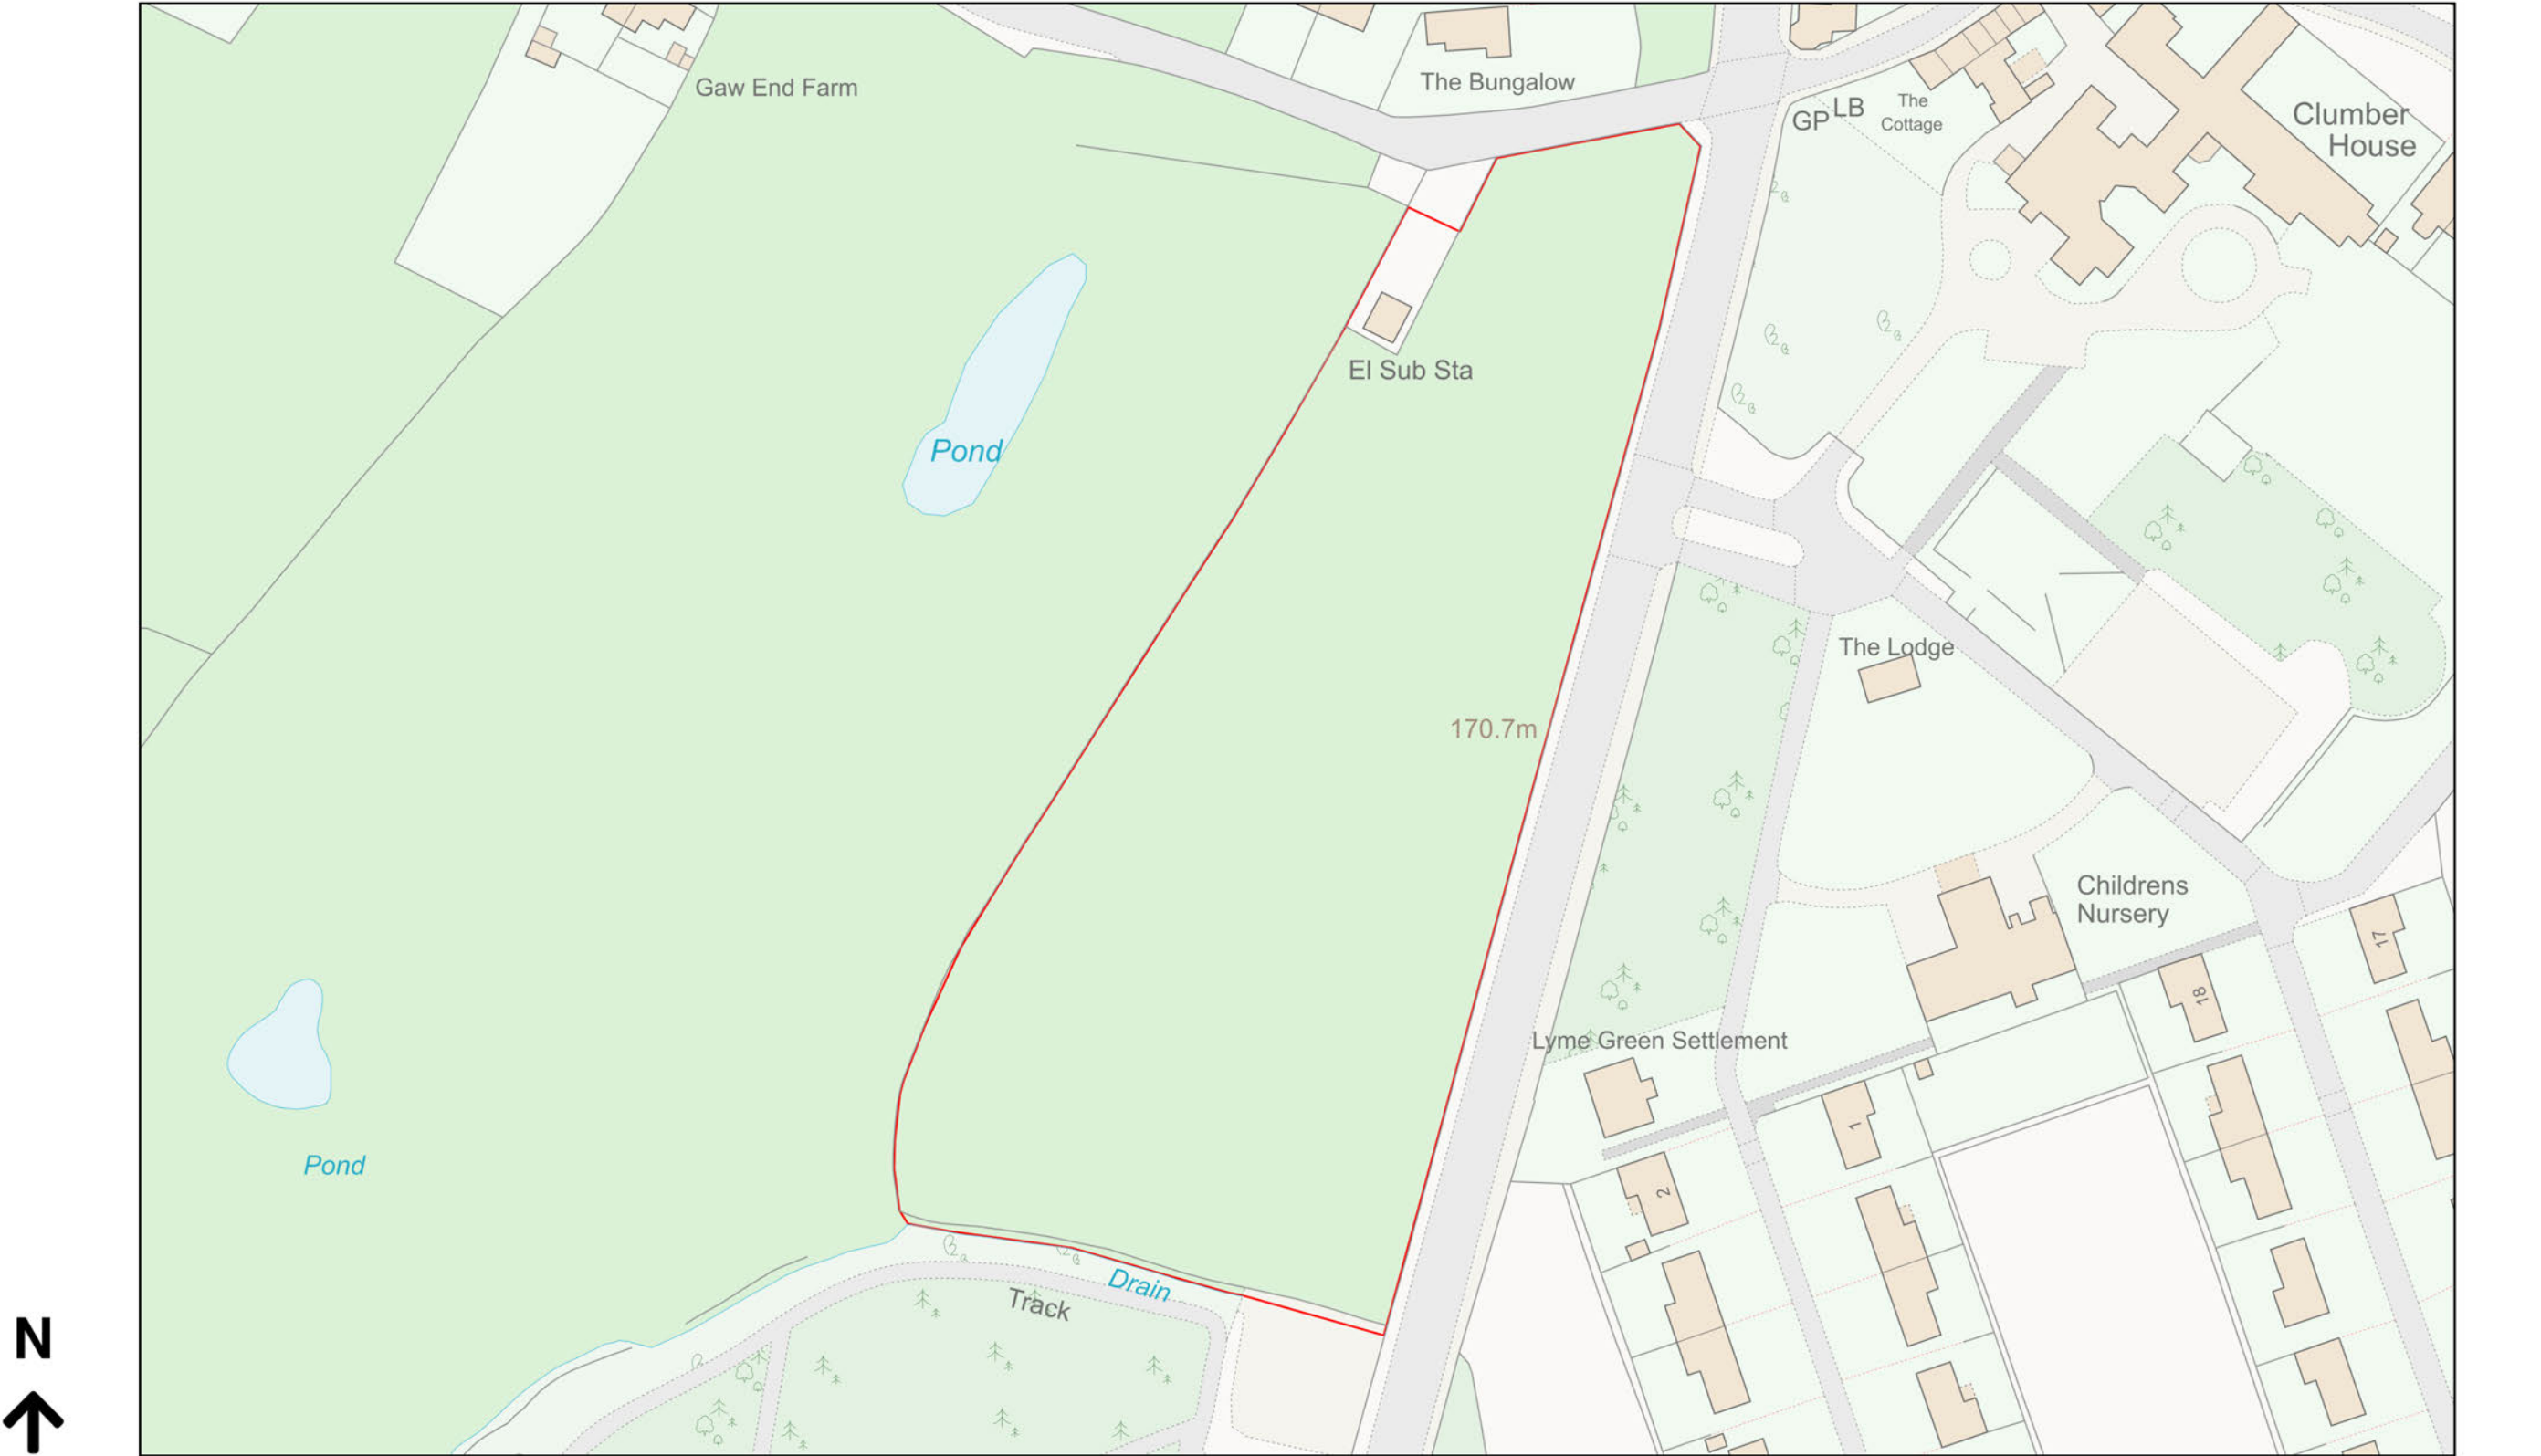 Gaw End Farm
The Bungalow
GP
LB
The
Cottage
Clumber
House
El Sub Sta
Pond
The Lodge
170.7m
Childrens
Nursery
17
18
Lyme Green Settlement
1
2
Pond
Drain
Track
N